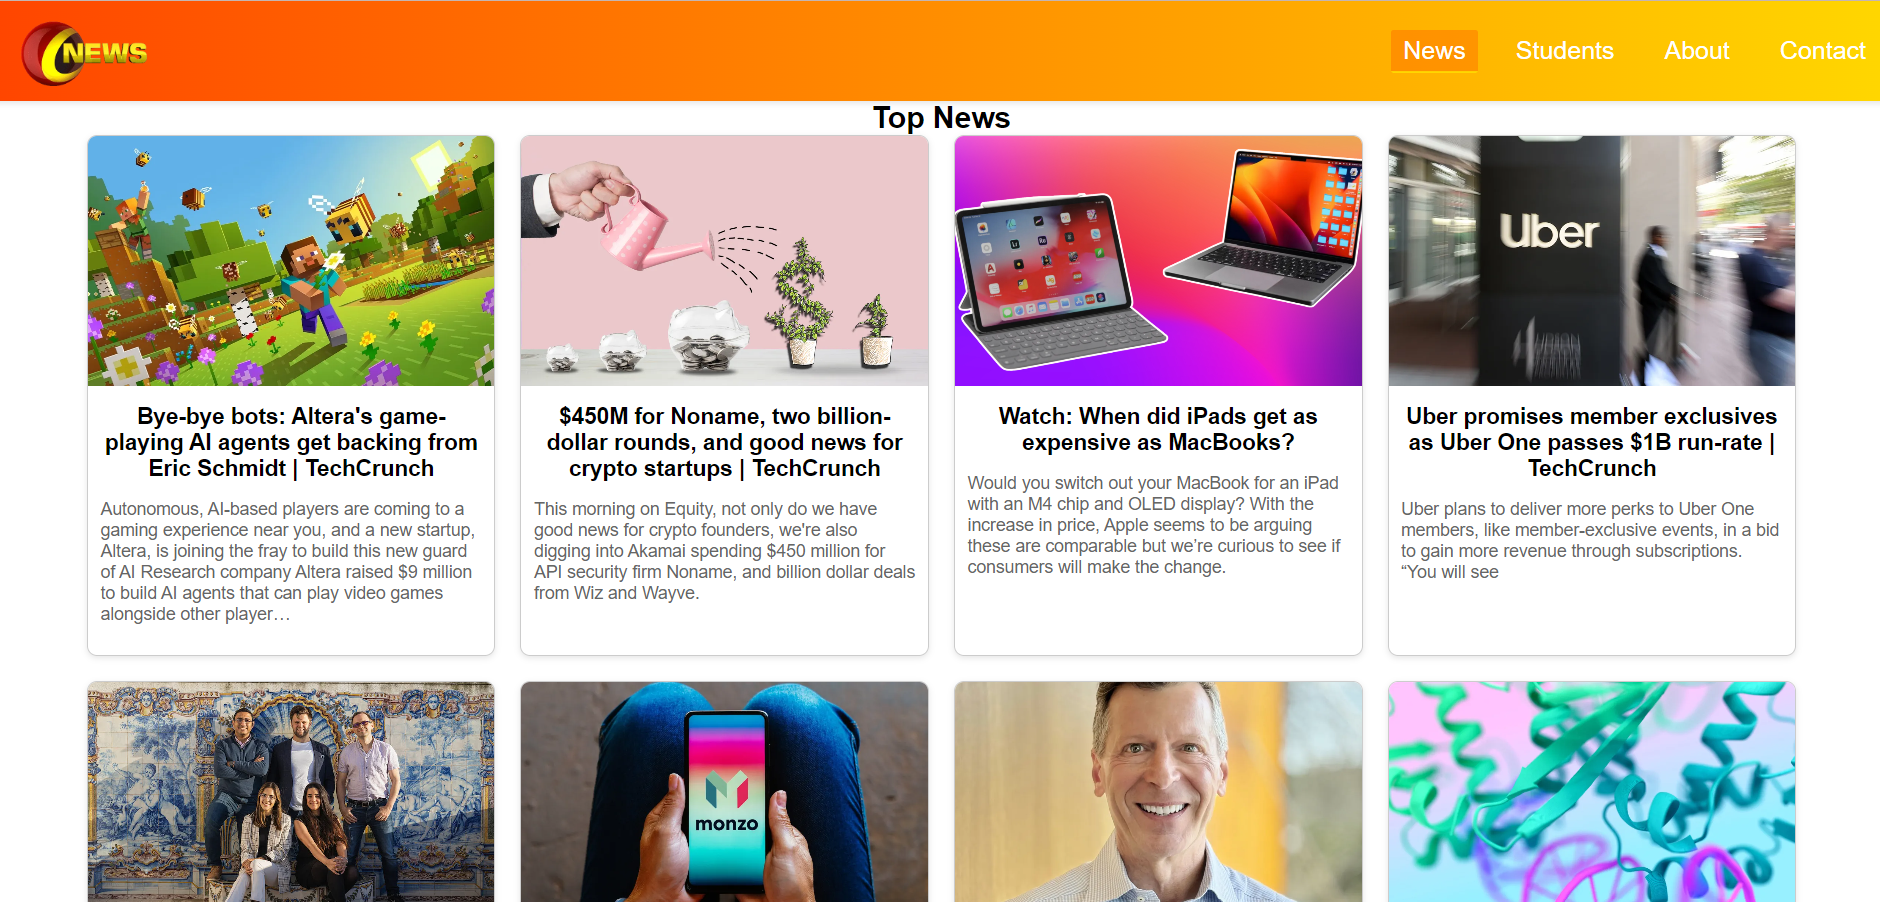 NEWS
News Students About Contact
Top News
Uber
Bye-bye bots: Altera's game-
playing AI agents get backing from
Eric Schmidt | TechCrunch
Autonomous, AI-based players are coming to a
gaming experience near you, and a new startup,
Altera, is joining the fray to build this new guard
of AI Research company Altera raised $9 million
to build AI agents that can play video games
alongside other player…
$450M for Noname, two billion-
dollar rounds, and good news for
crypto startups | TechCrunch
This morning on Equity, not only do we have
good news for crypto founders, we're also
digging into Akamai spending $450 million for
API security firm Noname, and billion dollar deals
from Wiz and Wayve.
Watch: When did iPads get as
expensive as MacBooks?
Would you switch out your MacBook for an iPad
with an M4 chip and OLED display? With the
increase in price, Apple seems to be arguing
these are comparable but we’re curious to see if
consumers will make the change.
Uber promises member exclusives
as Uber One passes $1B run-rate |
TechCrunch
Uber plans to deliver more perks to Uber One
members, like member-exclusive events, in a bid
to gain more revenue through subscriptions.
“You will see
monzo